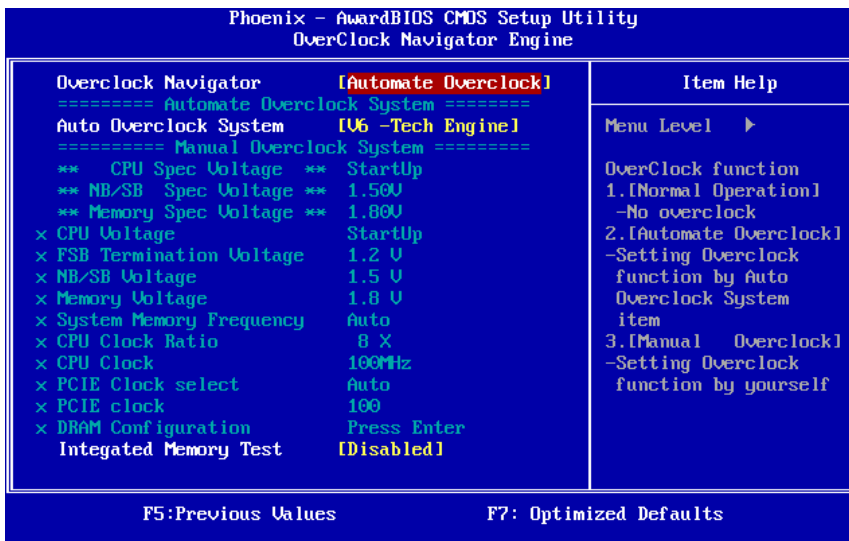 Phoenix - AwardBIOS CMOS Setup Utility
OverClock Navigator Engine
Overclock Navigator [Automate Overclock]
========= Automate Overclock System ========
Auto Overclock System [V6 -Tech Engine]
========== Manual Overclock System =========
** CPU Spec Voltage ** StartUp
** NB/SB Spec Voltage ** 1.50V
** Memory Spec Voltage ** 1.80V
x CPU Voltage StartUp
x FSB Termination Voltage 1.2 V
x NB/SB Voltage 1.5 V
x Memory Voltage 1.8 V
x System Memory Frequency Auto
x CPU Clock Ratio 8 X
x CPU Clock 100MHz
x PCIE Clock select Auto
x PCIE clock 100
x DRAM Configuration Press Enter
Integated Memory Test [Disabled]
Item Help
Menu Level ▶
OverClock function
1.[Normal Operation]
-No overclock
2.[Automate Overclock]
-Setting Overclock
function by Auto
Overclock System
item
3.[Manual Overclock]
-Setting Overclock
function by yourself
F5:Previous Values F7: Optimized Defaults